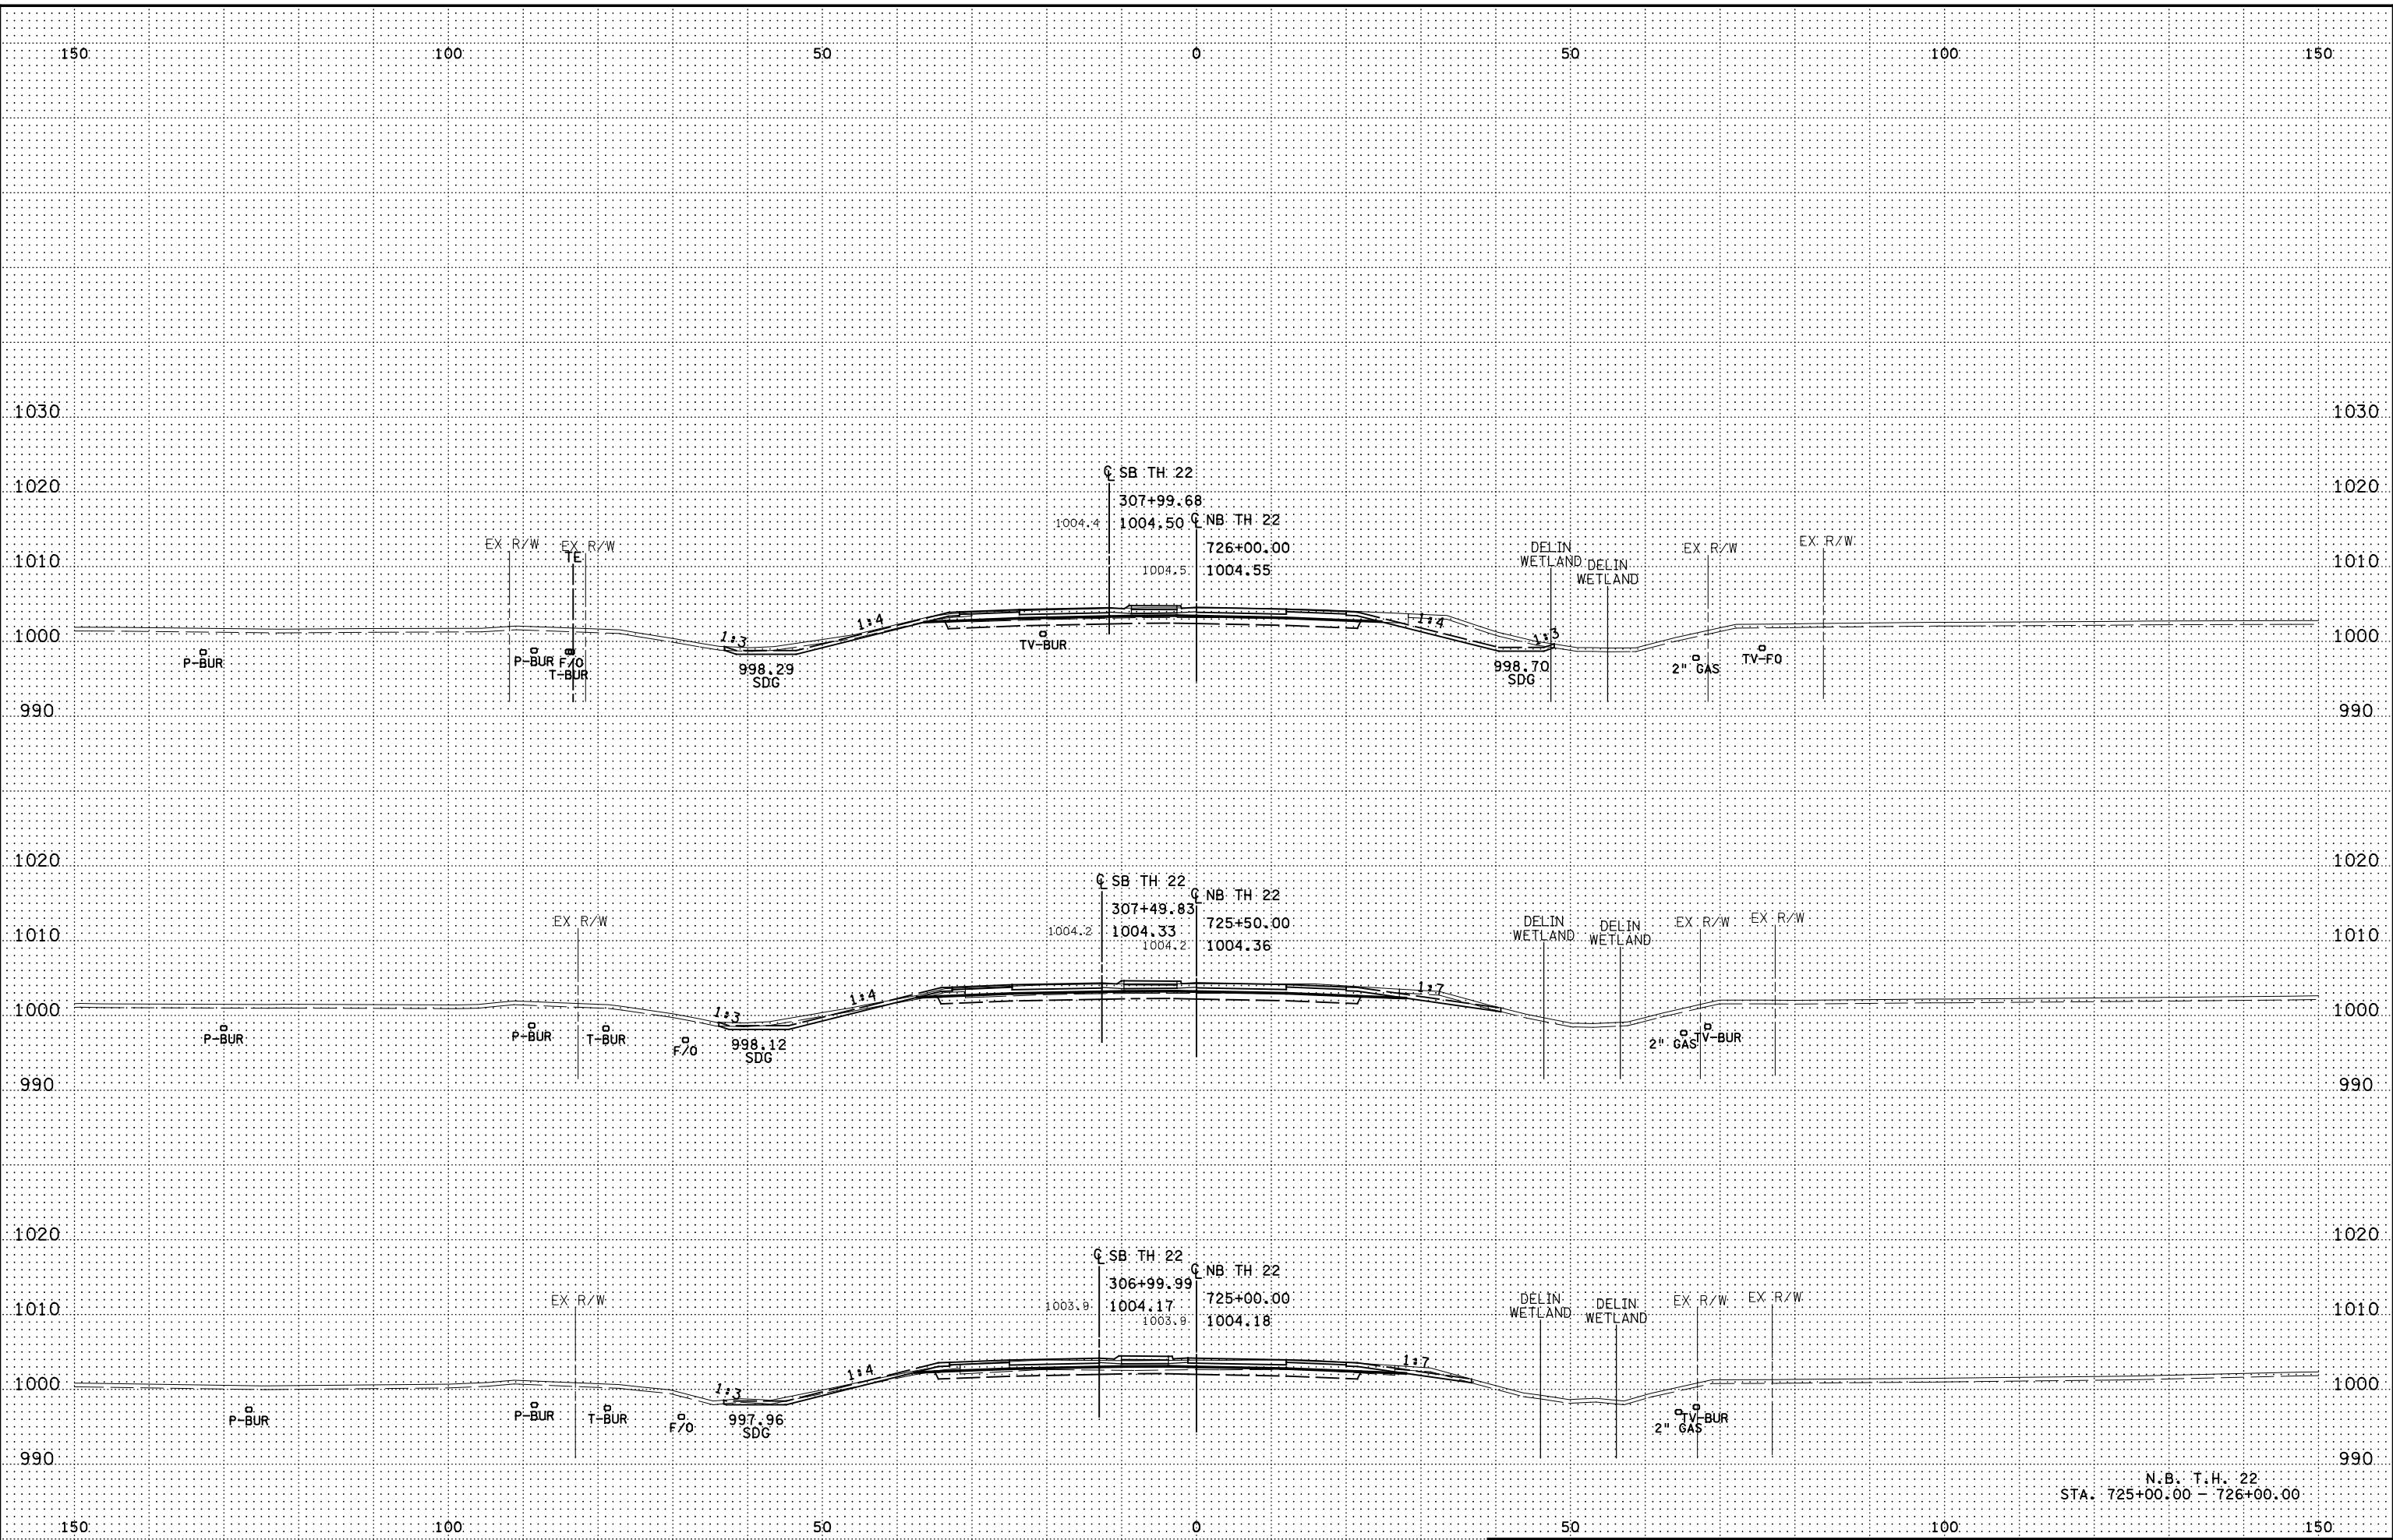 150 100 50 0 50 100 150
1030 1030
SB TH 22
1020 1020
307+99.68
1004.4 1004.50 NB TH 22
EX R/W EX R/W 726+00.00 DELIN EX R/W EX R/W
TE WETLAND DELIN
1010 1004.5 1004.55 WETLAND 1010
1:3 1:4 1:4 1:3
1000 1000
P-BUR P-BUR F/O TV-BUR 2" GAS TV-FO
T-BUR 998.29 998.70
SDG SDG
990 990
1020 1020
SB TH 22
307+49.83 NB TH 22
EX R/W 725+50.00 DELIN DELIN EX R/W EX R/W
1010 1004.2 1004.33 WETLAND WETLAND 1010
1004.2 1004.36
1:3 1:4 1:7
1000 1000
P-BUR P-BUR T-BUR F/O 998.12 2" GAS TV-BUR
SDG
990 990
1020 1020
SB TH 22
306+99.99 NB TH 22
EX R/W 725+00.00 DELIN DELIN EX R/W EX R/W
1010 1003.9 1004.17 WETLAND WETLAND 1010
1003.9 1004.18
1:3 1:4 1:7
1000 1000
P-BUR P-BUR T-BUR F/O 997.96 TV-BUR
SDG 2" GAS
990 990
N.B. T.H. 22
STA. 725+00.00 - 726+00.00
150 100 50 0 50 100 150